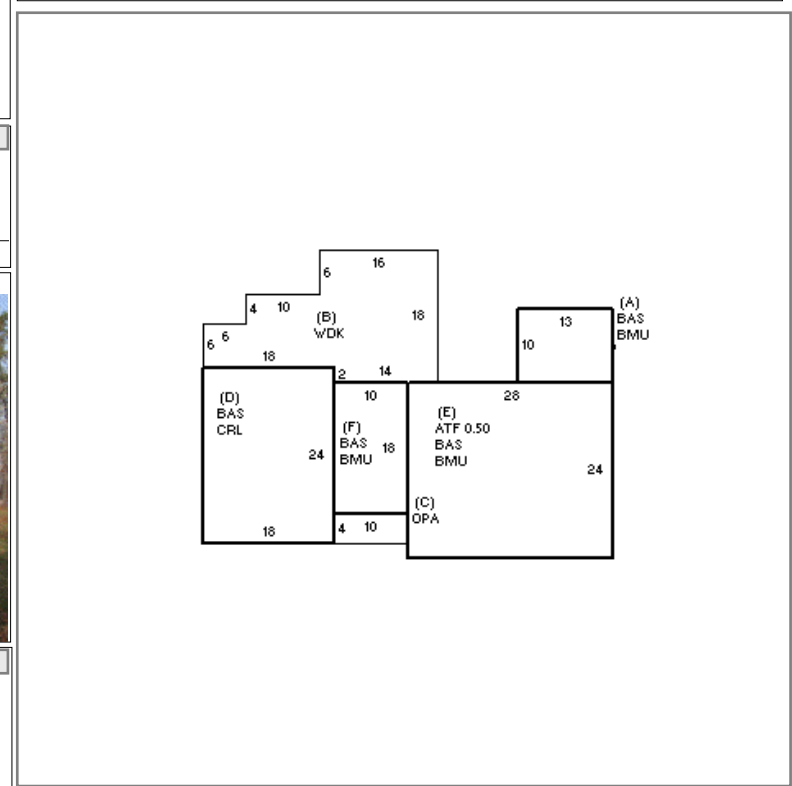 16
6
4
10
(B)
WDK
18
6
6
18
2
14
(A)
BAS
BMU
13
10
(D)
BAS
CRL
24
18
10
(F)
BAS
BMU
18
4
10
28
(E)
ATF 0.50
BAS
BMU
24
(C)
OPA